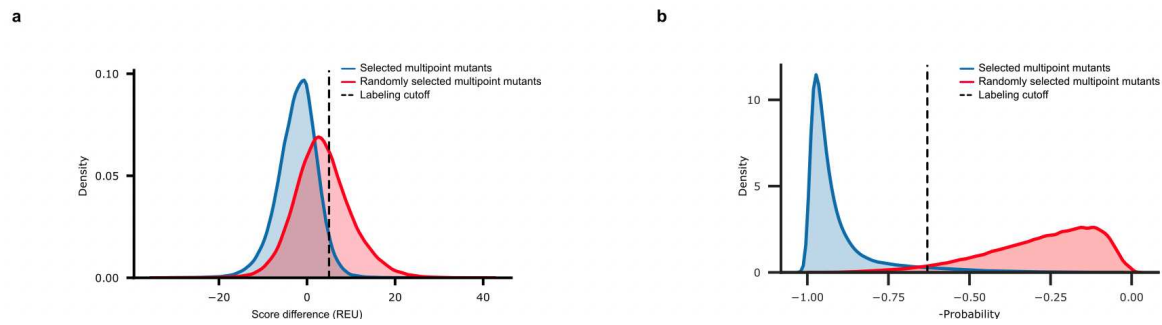 a
Selected multipoint mutants
Randomly selected multipoint mutants
Labeling cutoff
0.10
0.05
0.00
Density
−20
0
20
40
Score difference (REU)
b
Selected multipoint mutants
Randomly selected multipoint mutants
Labeling cutoff
10
5
0
Density
−1.00
−0.75
−0.50
−0.25
0.00
-Probability